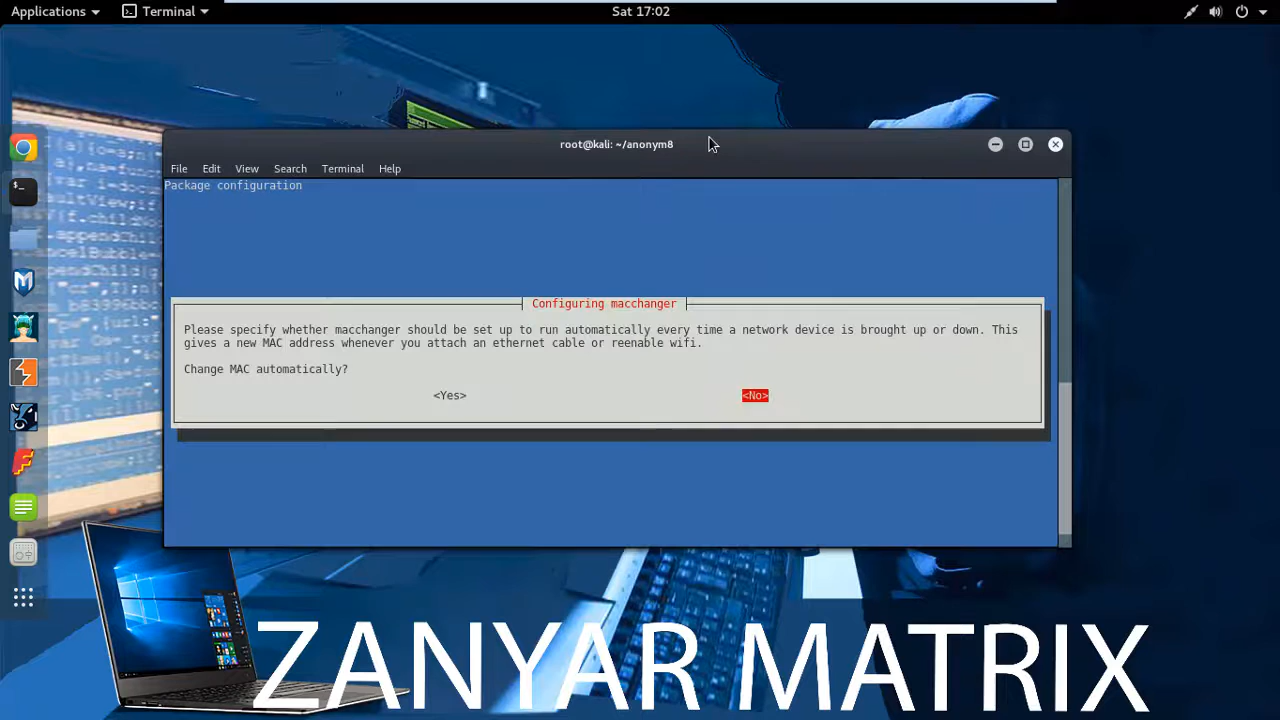 Applications Terminal Sat 17:02
root@kali: ~/anonym8
File Edit View Search Terminal Help
Package configuration
Configuring macchanger
Please specify whether macchanger should be set up to run automatically every time a network device is brought up or down. This
gives a new MAC address whenever you attach an ethernet cable or reenable wifi.
Change MAC automatically?
<Yes> <No>
ZANYAR MATRIX